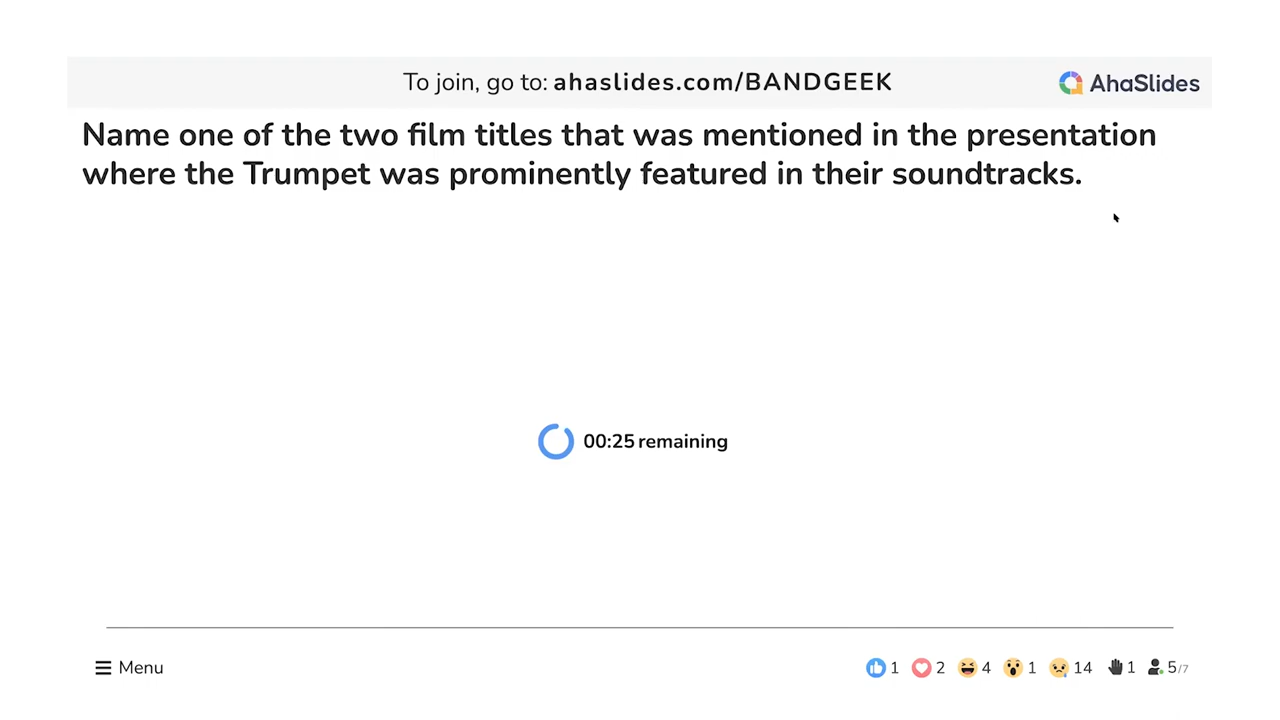 To join, go to: ahaslides.com/BANDGEEK
AhaSlides
Name one of the two film titles that was mentioned in the presentation
where the Trumpet was prominently featured in their soundtracks.
00:25 remaining
Menu
1 2 4 1 14 1 5/7